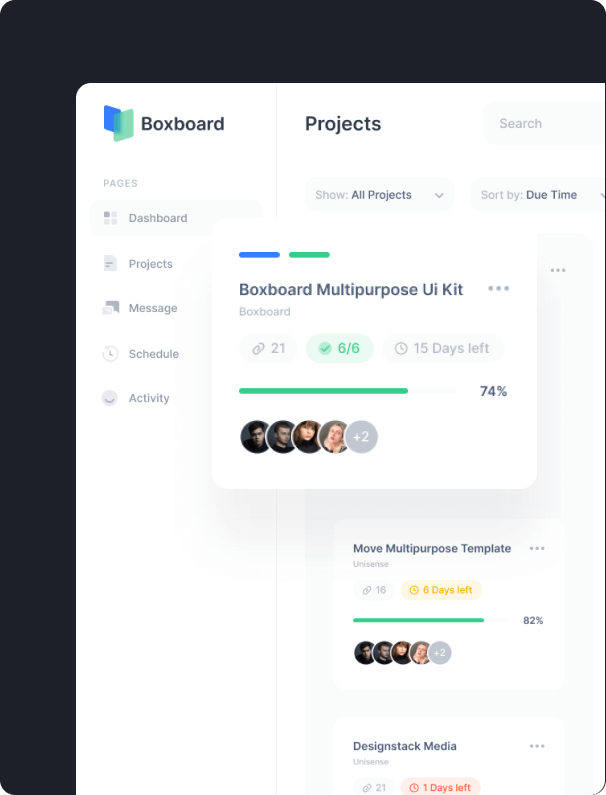 Boxboard
Projects
Search
PAGES
Show: All Projects
Sort by: Due Time
Dashboard
Projects
Message
Schedule
Activity
Boxboard Multipurpose Ui Kit
Boxboard
21
6/6
15 Days left
74%
+2
Move Multipurpose Template
Unisense
16
6 Days left
82%
+2
Designstack Media
Unisense
21
1 Days left